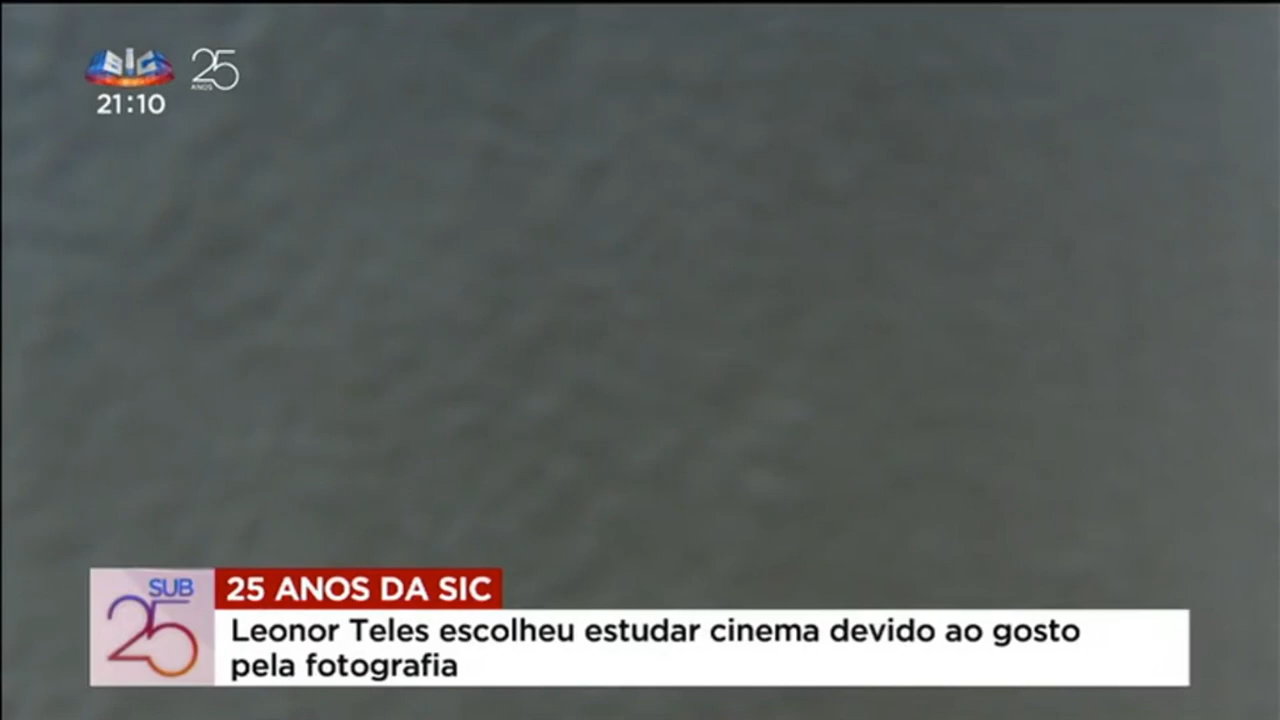 SIC 25
ANOS
21:10
SUB
25
25 ANOS DA SIC
Leonor Teles escolheu estudar cinema devido ao gosto
pela fotografia